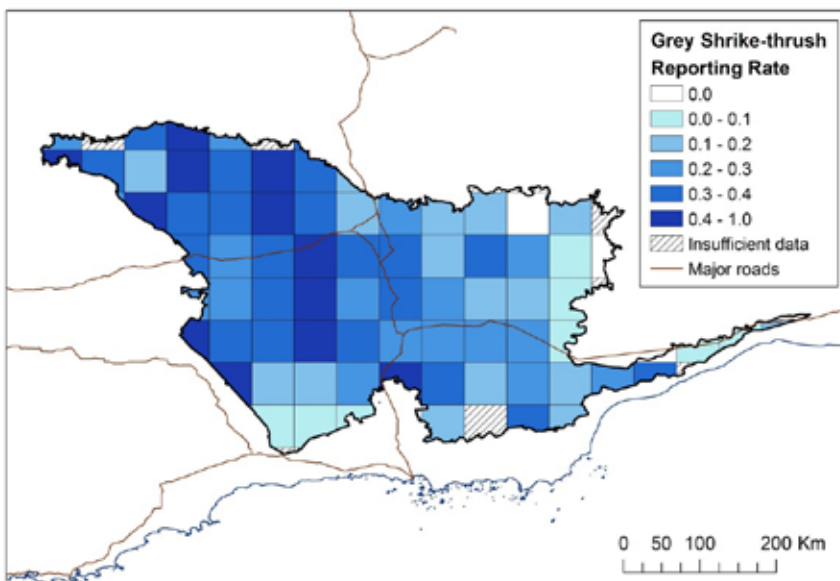 Grey Shrike-thrush
Reporting Rate
0.0
0.0 - 0.1
0.1 - 0.2
0.2 - 0.3
0.3 - 0.4
0.4 - 1.0
Insufficient data
Major roads
0 50 100 200 Km